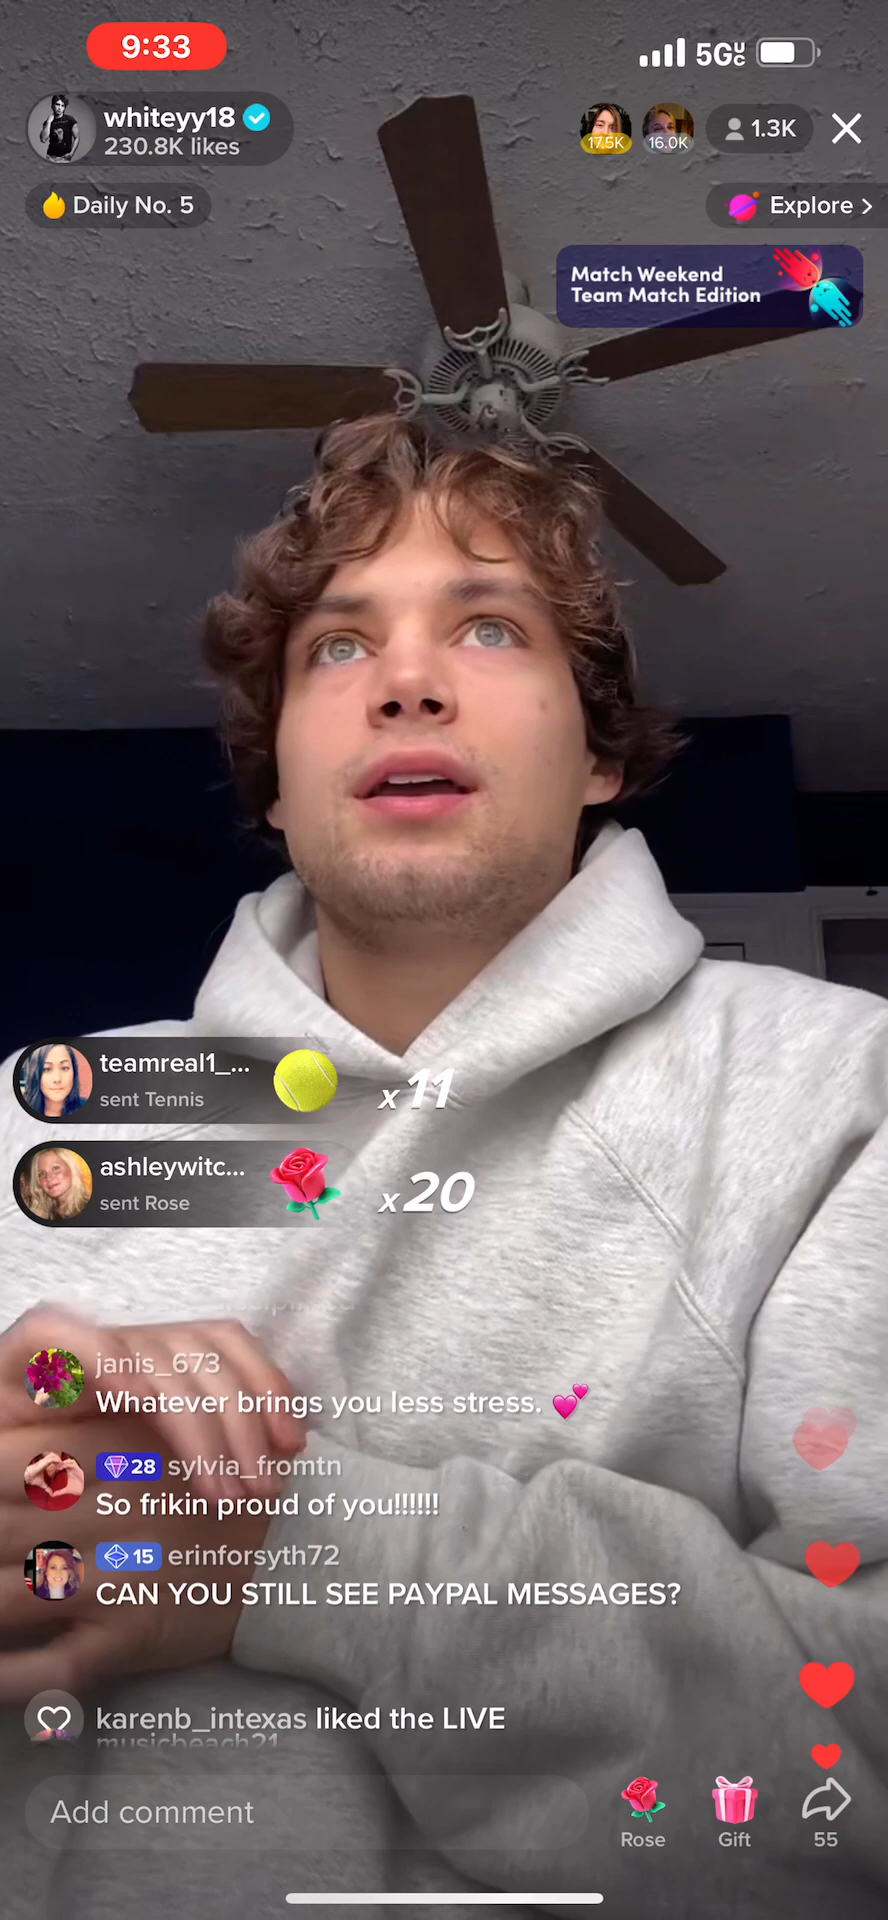 9:33
5GUC
whiteyy18
230.8K likes
17.5K
16.0K
1.3K
Daily No. 5
Explore >
Match Weekend
Team Match Edition
teamreal1_...
sent Tennis
x11
ashleywitc...
sent Rose
x20
janis_673
Whatever brings you less stress. 💕
28 sylvia_fromtn
So frikin proud of you!!!!!!
15 erinforsyth72
CAN YOU STILL SEE PAYPAL MESSAGES?
karenb_intexas liked the LIVE
musicbeach21
Add comment
Rose
Gift
55